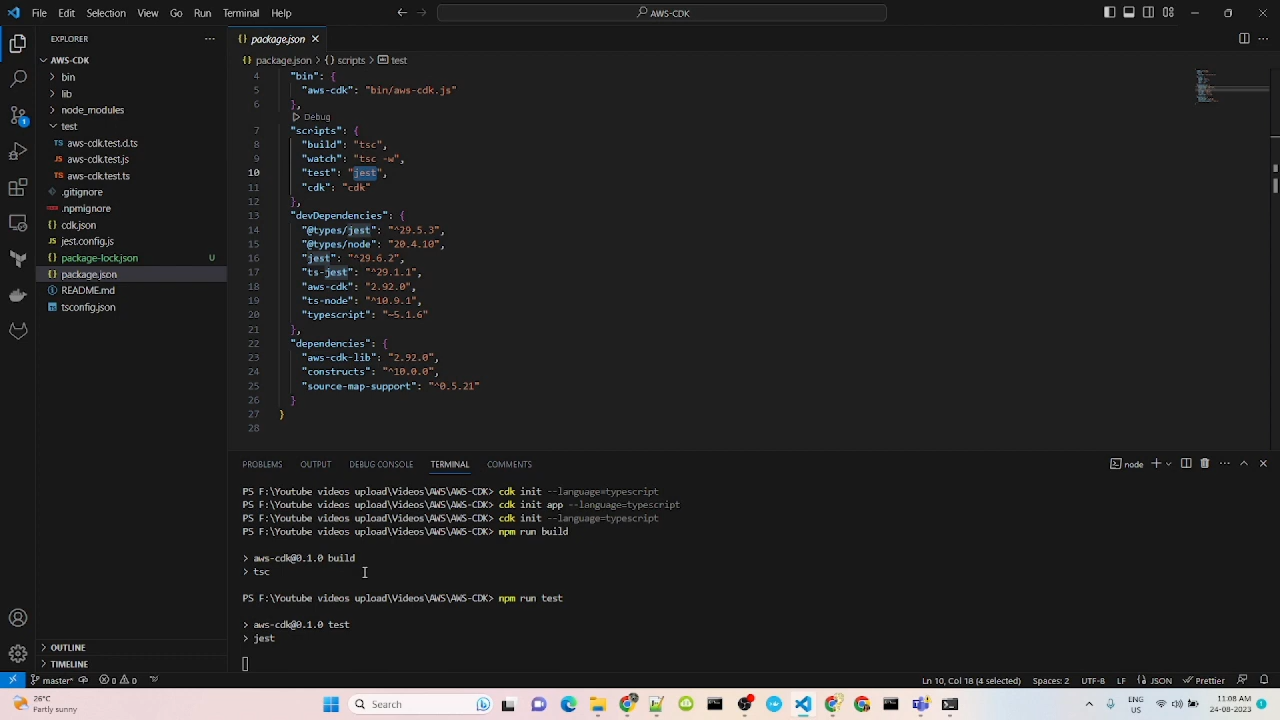 File Edit Selection View Go Run Terminal Help
AWS-CDK
EXPLORER
AWS-CDK
bin
lib
node_modules
test
TS aws-cdk.test.d.ts
JS aws-cdk.test.js
TS aws-cdk.test.ts
.gitignore
.npmignore
cdk.json
JS jest.config.js
package-lock.json U
package.json
README.md
tsconfig.json
OUTLINE
TIMELINE
package.json
package.json > scripts > test
4 "bin": {
5 "aws-cdk": "bin/aws-cdk.js"
6 },
Debug
7 "scripts": {
8 "build": "tsc",
9 "watch": "tsc -w",
10 "test": "jest",
11 "cdk": "cdk"
12 },
13 "devDependencies": {
14 "@types/jest": "^29.5.3",
15 "@types/node": "20.4.10",
16 "jest": "^29.6.2",
17 "ts-jest": "^29.1.1",
18 "aws-cdk": "2.92.0",
19 "ts-node": "^10.9.1",
20 "typescript": "~5.1.6"
21 },
22 "dependencies": {
23 "aws-cdk-lib": "2.92.0",
24 "constructs": "^10.0.0",
25 "source-map-support": "^0.5.21"
26 }
27 }
28
PROBLEMS OUTPUT DEBUG CONSOLE TERMINAL COMMENTS
node
PS F:\Youtube videos upload\Videos\AWS\AWS-CDK> cdk init --language=typescript
PS F:\Youtube videos upload\Videos\AWS\AWS-CDK> cdk init app --language=typescript
PS F:\Youtube videos upload\Videos\AWS\AWS-CDK> cdk init --language=typescript
PS F:\Youtube videos upload\Videos\AWS\AWS-CDK> npm run build
> aws-cdk@0.1.0 build
> tsc
PS F:\Youtube videos upload\Videos\AWS\AWS-CDK> npm run test
> aws-cdk@0.1.0 test
> jest
master* 0 0 Ln 10, Col 18 (4 selected) Spaces: 2 UTF-8 LF {} JSON Prettier
26°C
Partly sunny
Search
ENG
US
11:08 AM
24-08-2023